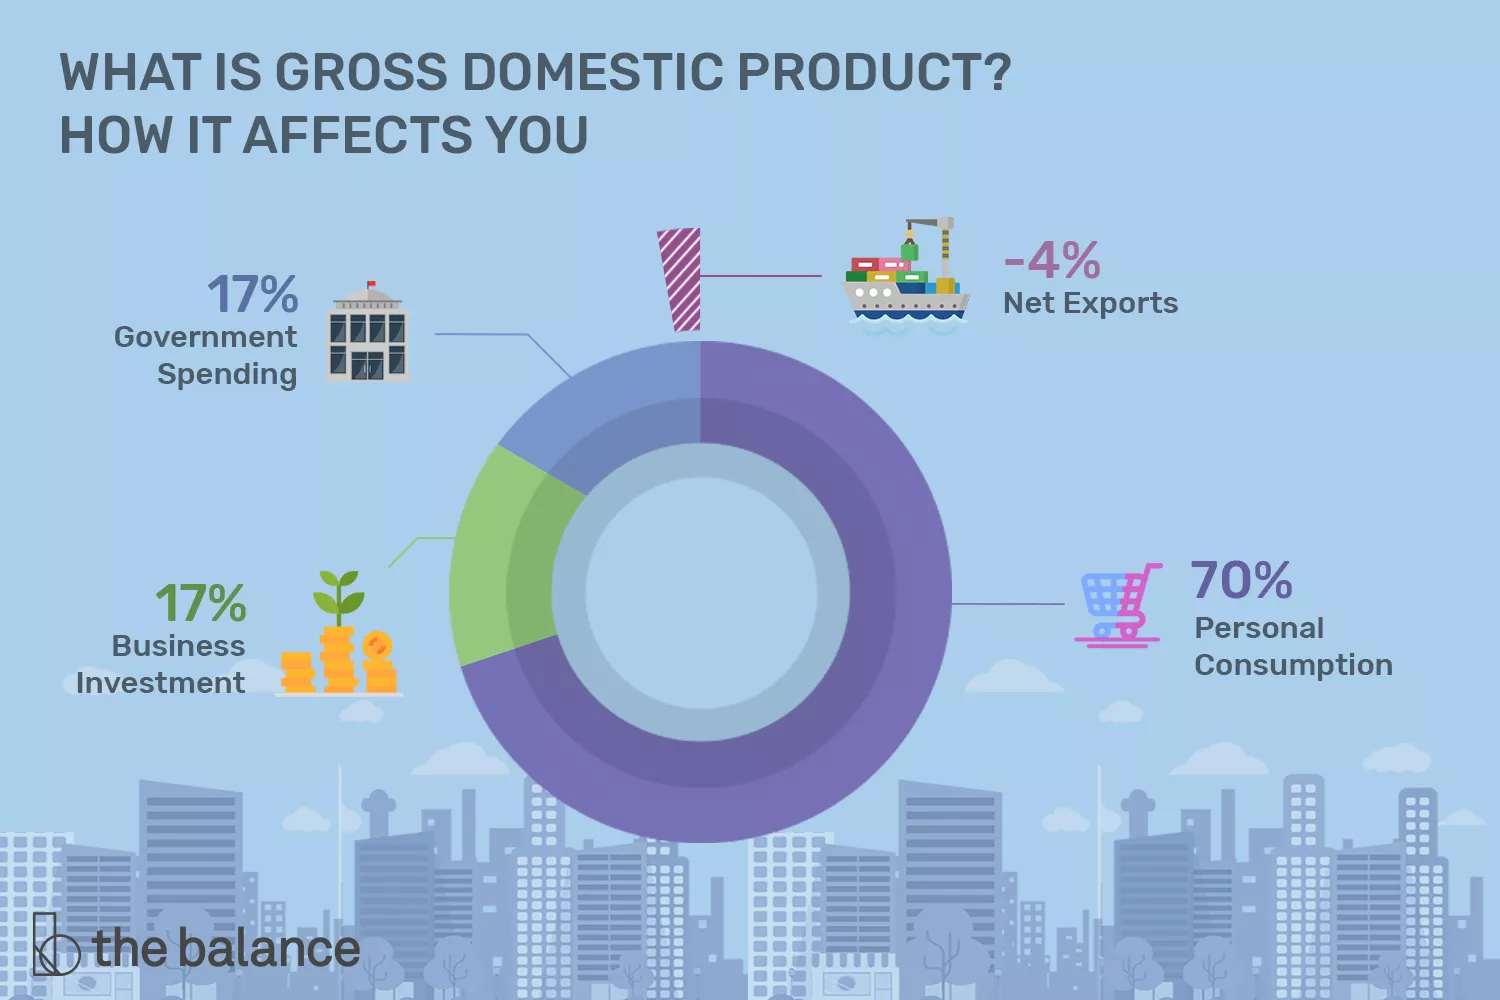 WHAT IS GROSS DOMESTIC PRODUCT?
HOW IT AFFECTS YOU
-4%
Net Exports
17%
Government
Spending
70%
Personal
Consumption
17%
Business
Investment
the balance